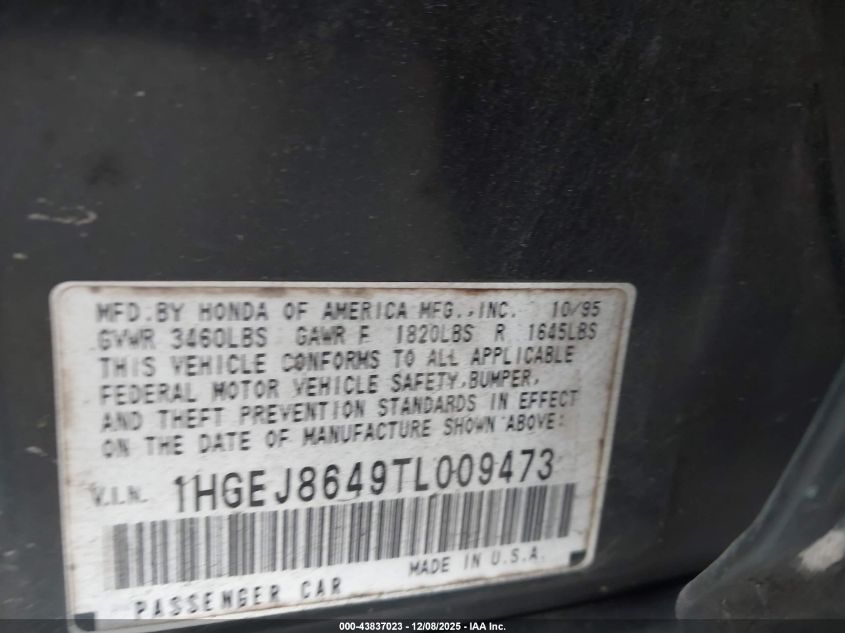 MFD. BY HONDA OF AMERICA MFG., INC. 10/95
GVWR 3460LBS GAWR F 1820LBS R 1645LBS
THIS VEHICLE CONFORMS TO ALL APPLICABLE
FEDERAL MOTOR VEHICLE SAFETY, BUMPER,
AND THEFT PREVENTION STANDARDS IN EFFECT
ON THE DATE OF MANUFACTURE SHOWN ABOVE:
V.I.N. 1HGEJ8649TL009473
PASSENGER CAR MADE IN U.S.A.
000-43837023 - 12/08/2025 - IAA Inc.